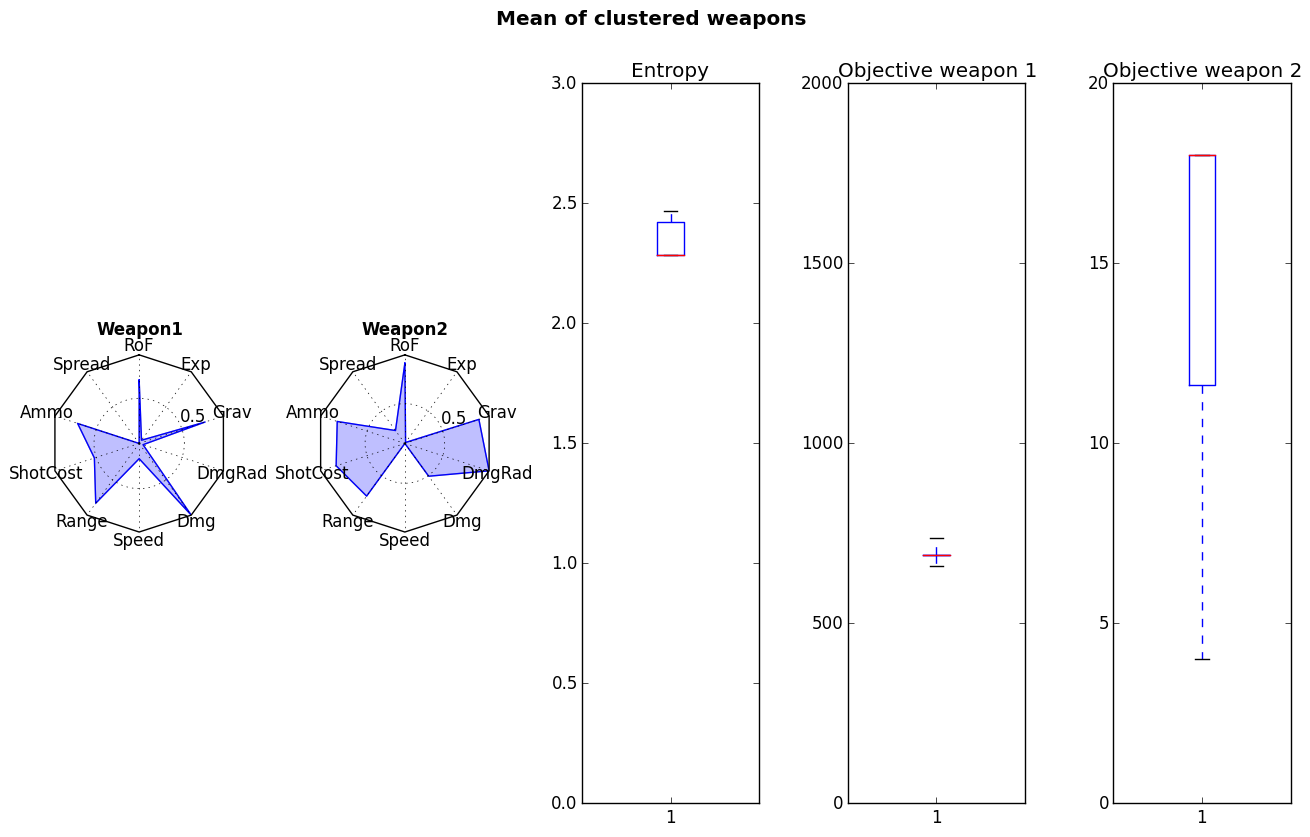 Mean of clustered weapons
Weapon1
RoF
Exp
Spread
Grav
0.5
Ammo
ShotCost
DmgRad
Range
Dmg
Speed
Weapon2
RoF
Exp
Spread
Grav
0.5
Ammo
ShotCost
DmgRad
Range
Dmg
Speed
Entropy
3.0
2.5
2.0
1.5
1.0
0.5
0.0
1
Objective weapon 1
2000
1500
1000
500
0
1
Objective weapon 2
20
15
10
5
0
1